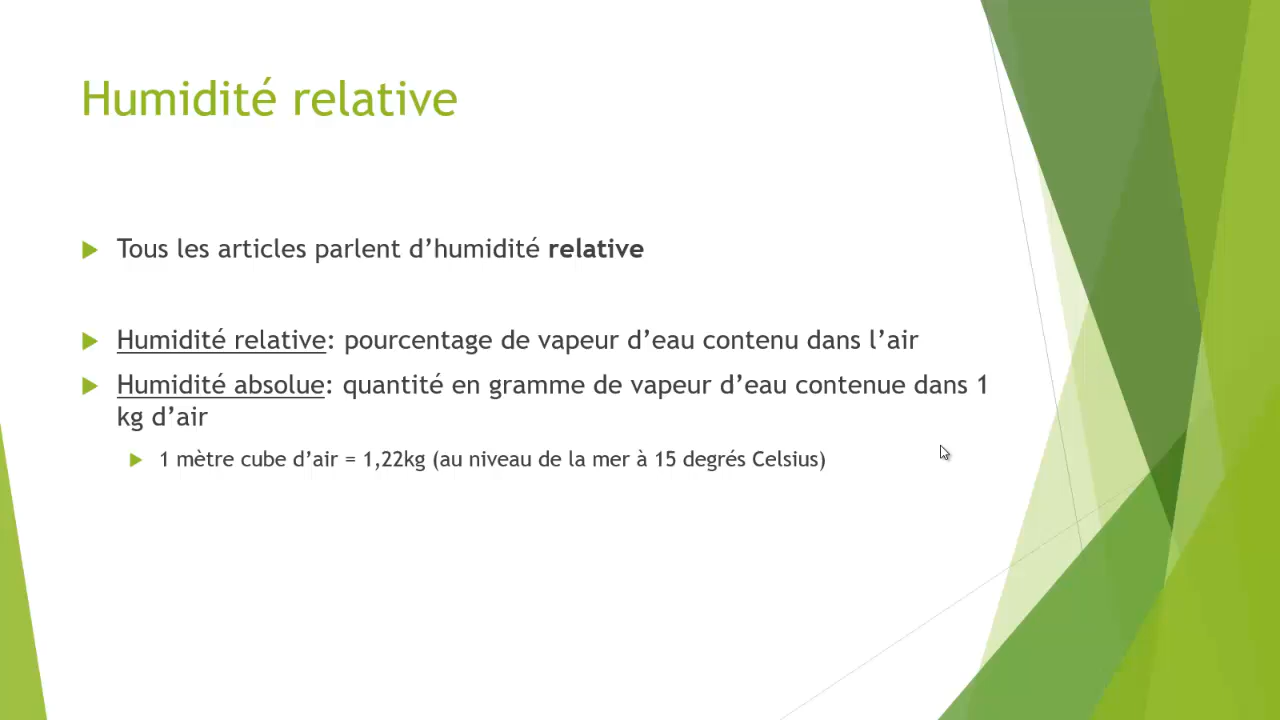 Humidité relative
Tous les articles parlent d’humidité relative
Humidité relative: pourcentage de vapeur d’eau contenu dans l’air
Humidité absolue: quantité en gramme de vapeur d’eau contenue dans 1
kg d’air
1 mètre cube d’air = 1,22kg (au niveau de la mer à 15 degrés Celsius)